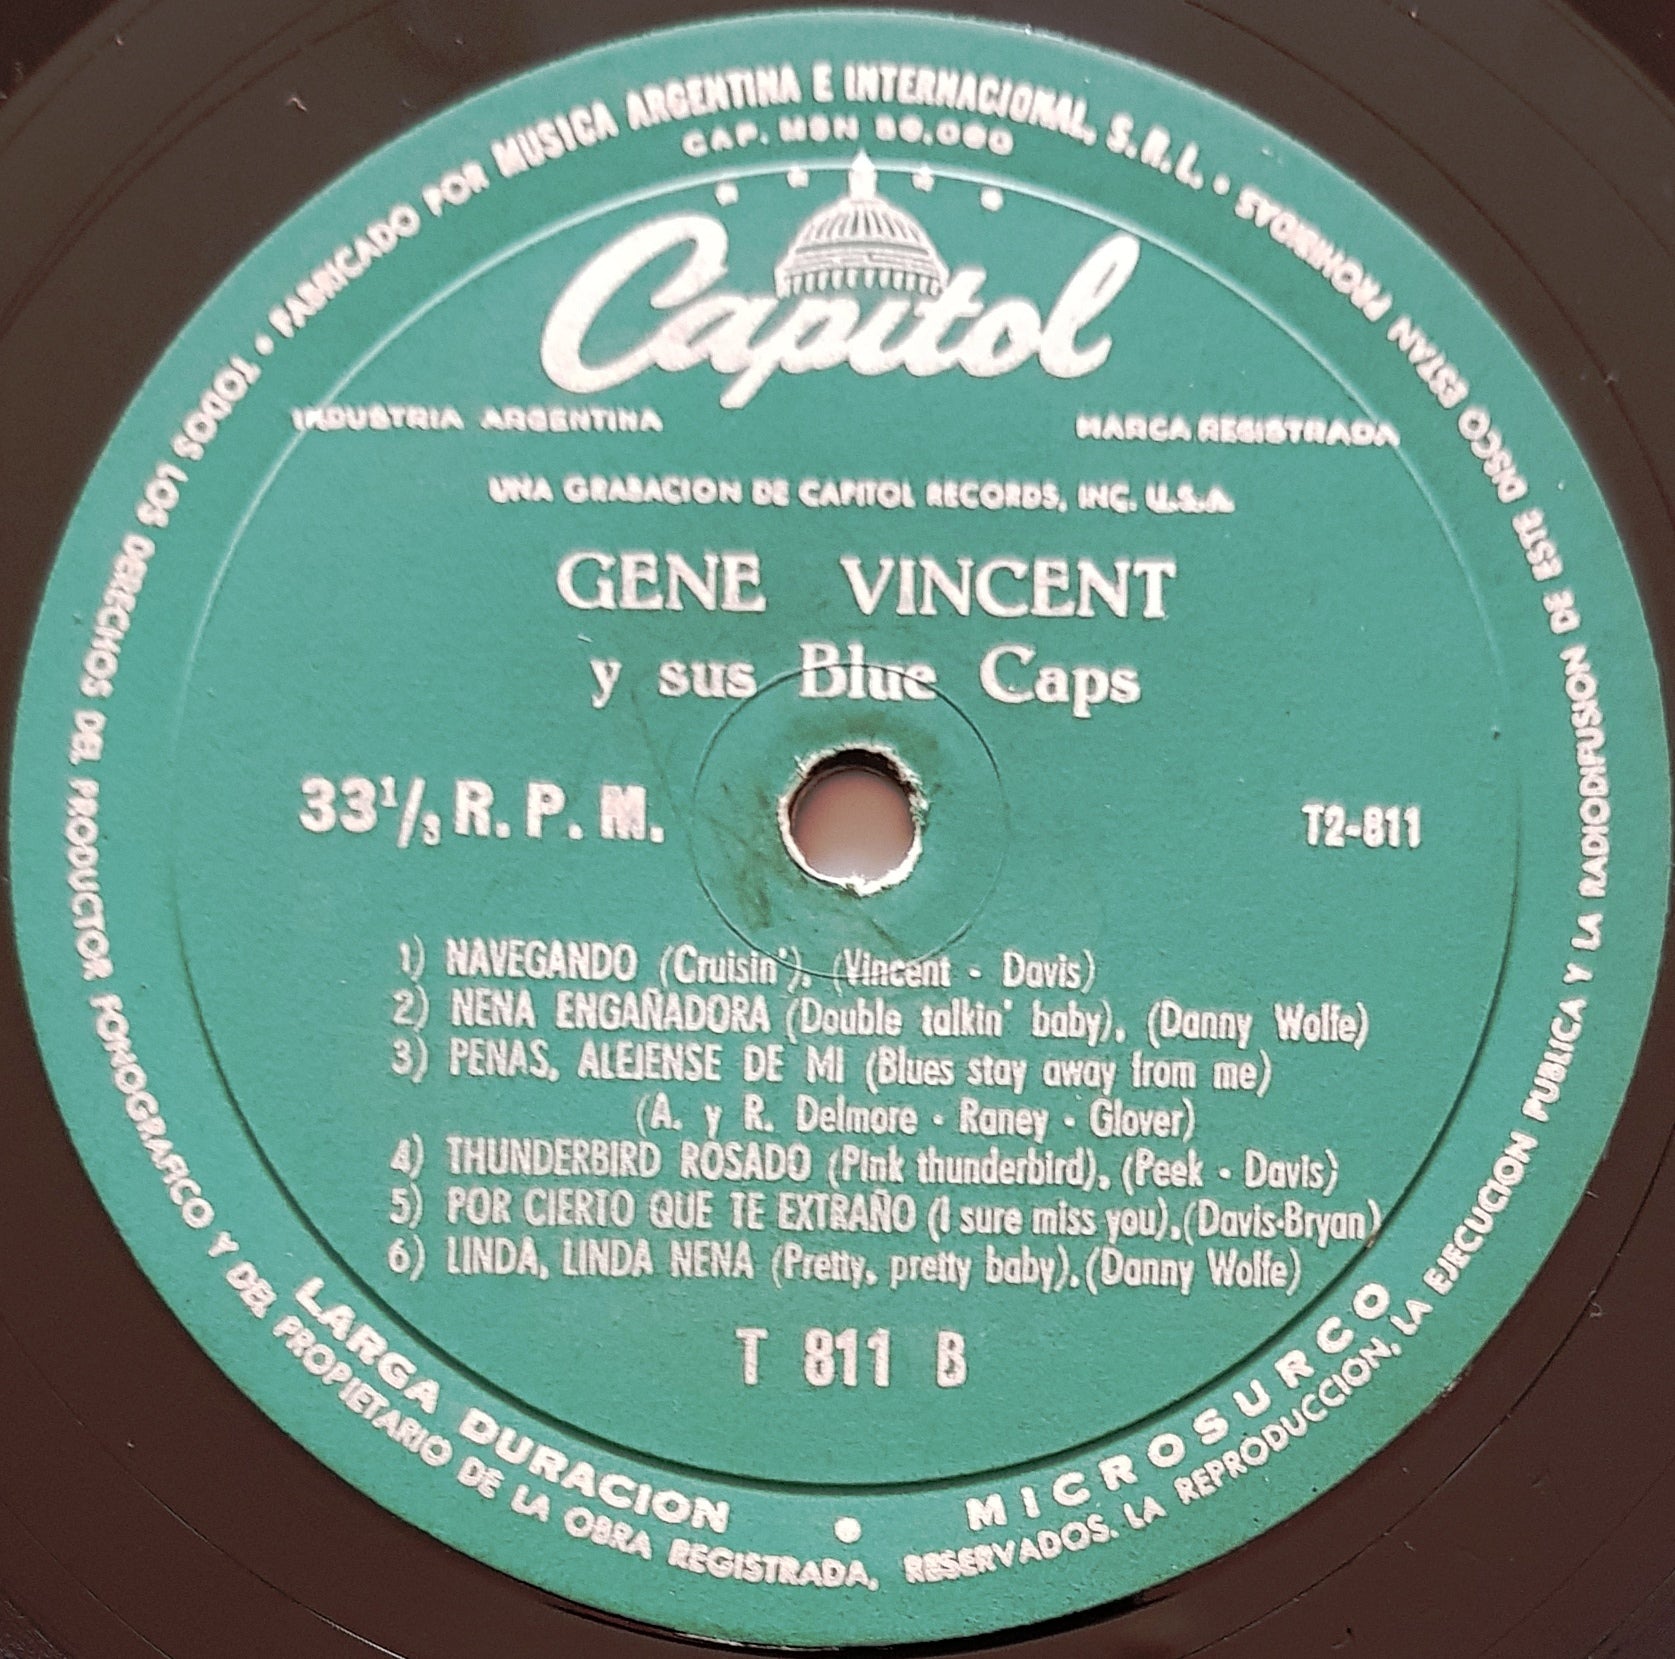 FABRICADO POR MUSICA ARGENTINA E INTERNACIONAL, S.R.L. •
CAP. M$N 50.000
Capitol
INDUSTRIA ARGENTINA MARCA REGISTRADA
UNA GRABACION DE CAPITOL RECORDS, INC. U.S.A.
GENE VINCENT
y sus Blue Caps
33⅓ R. P. M.
T2-811
1) NAVEGANDO (Cruisin'), (Vincent - Davis)
2) NENA ENGAÑADORA (Double talkin' baby), (Danny Wolfe)
3) PENAS, ALEJENSE DE MI (Blues stay away from me)
(A. y R. Delmore - Raney - Glover)
4) THUNDERBIRD ROSADO (Pink thunderbird), (Peek - Davis)
5) POR CIERTO QUE TE EXTRAÑO (I sure miss you),(Davis-Bryan)
6) LINDA, LINDA NENA (Pretty, pretty baby),(Danny Wolfe)
T 811 B
LARGA DURACION • MICROSURCO
• TODOS LOS DERECHOS DEL PRODUCTOR FONOGRAFICO Y DEL PROPIETARIO DE LA OBRA REGISTRADA, RESERVADOS. LA REPRODUCCION, LA EJECUCION PUBLICA Y LA RADIODIFUSION DE ESTE DISCO ESTAN PROHIBIDAS